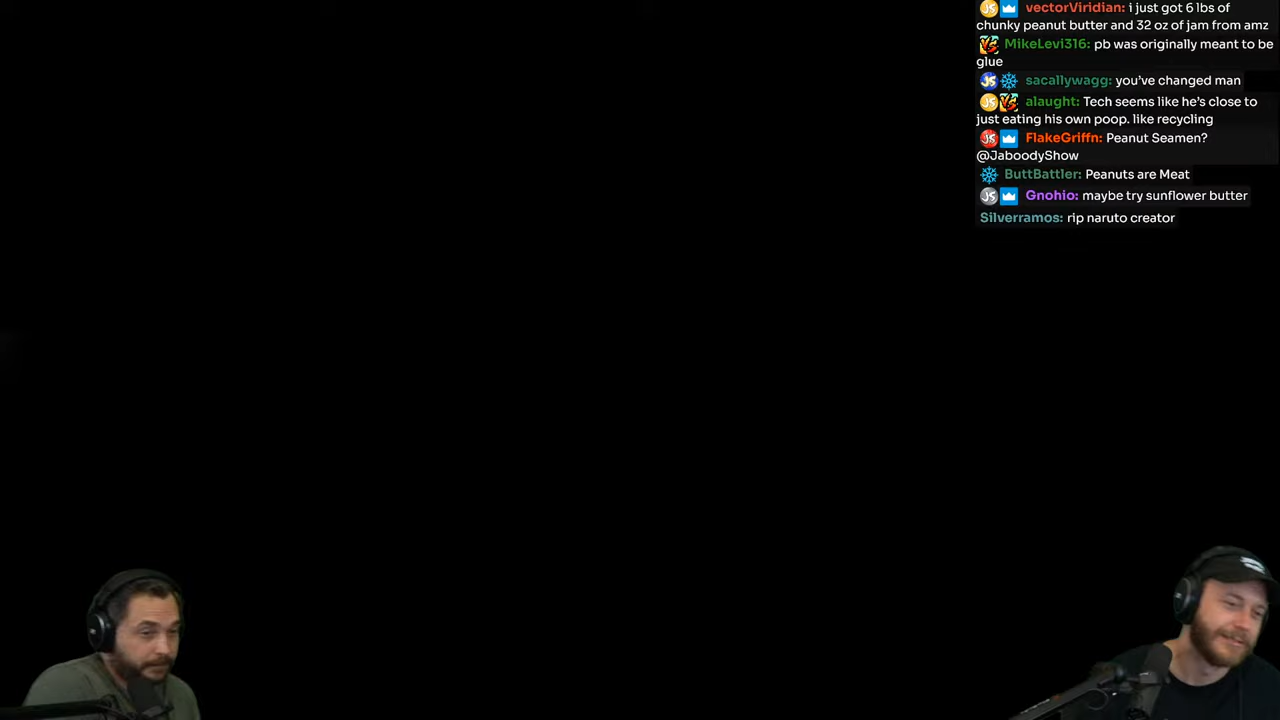 vectorViridian: i just got 6 lbs of
chunky peanut butter and 32 oz of jam from amz
MikeLevi316: pb was originally meant to be
glue
sacallywagg: you've changed man
alaught: Tech seems like he's close to
just eating his own poop. like recycling
FlakeGriffn: Peanut Seamen?
@JaboodyShow
ButtBattler: Peanuts are Meat
Gnohio: maybe try sunflower butter
Silverramos: rip naruto creator